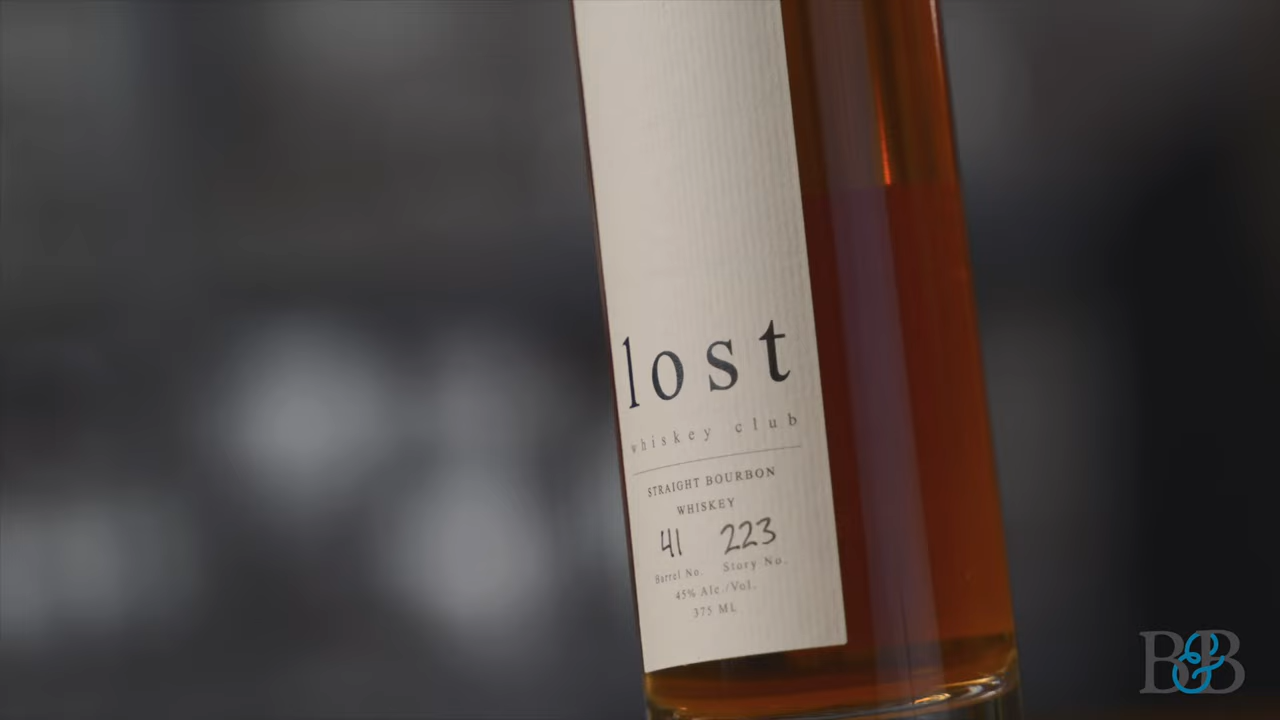 lost
whiskey club
STRAIGHT BOURBON
WHISKEY
41 223
Barrel No. Story No.
45% Alc./Vol.
375 ML
B&B